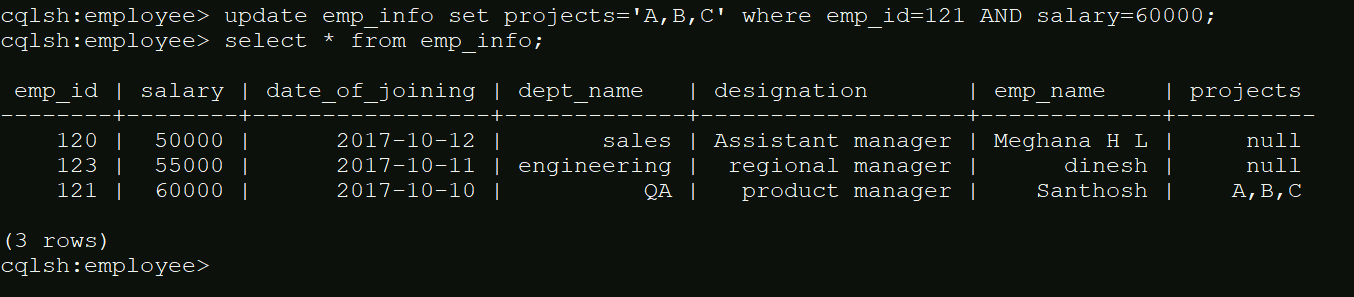 cqlsh:employee> update emp_info set projects='A,B,C' where emp_id=121 AND salary=60000;
cqlsh:employee> select * from emp_info;
 emp_id | salary | date_of_joining | dept_name   | designation        | emp_name    | projects
--------+--------+-----------------+-------------+--------------------+-------------+----------
    120 |  50000 |      2017-10-12 |       sales |  Assistant manager | Meghana H L |     null
    123 |  55000 |      2017-10-11 | engineering |   regional manager |      dinesh |     null
    121 |  60000 |      2017-10-10 |          QA |    product manager |    Santhosh |    A,B,C
(3 rows)
cqlsh:employee>